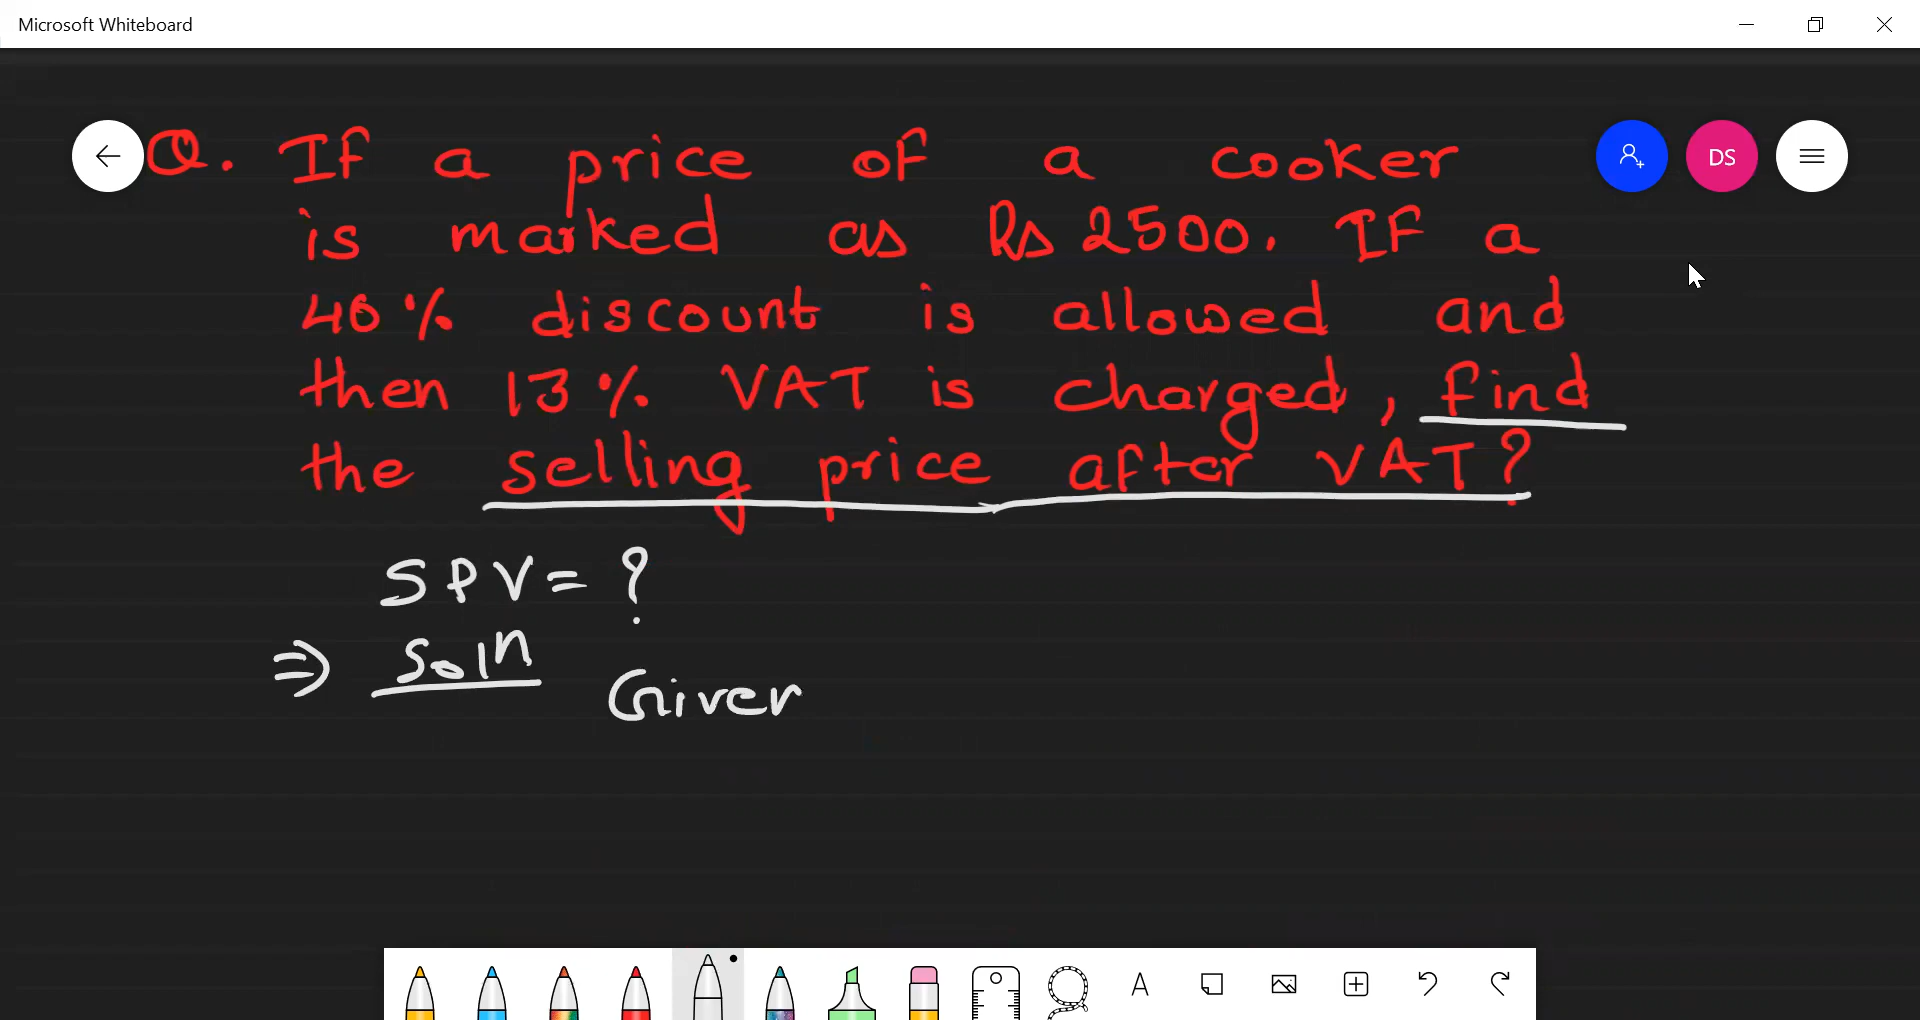 Microsoft Whiteboard
Q. If a price of a cooker
is marked as Rs 2500. If a
40% discount is allowed and
then 13% VAT is charged, find
the selling price after VAT?
DS
SPV = ?
⇒ Soln
Giver
A